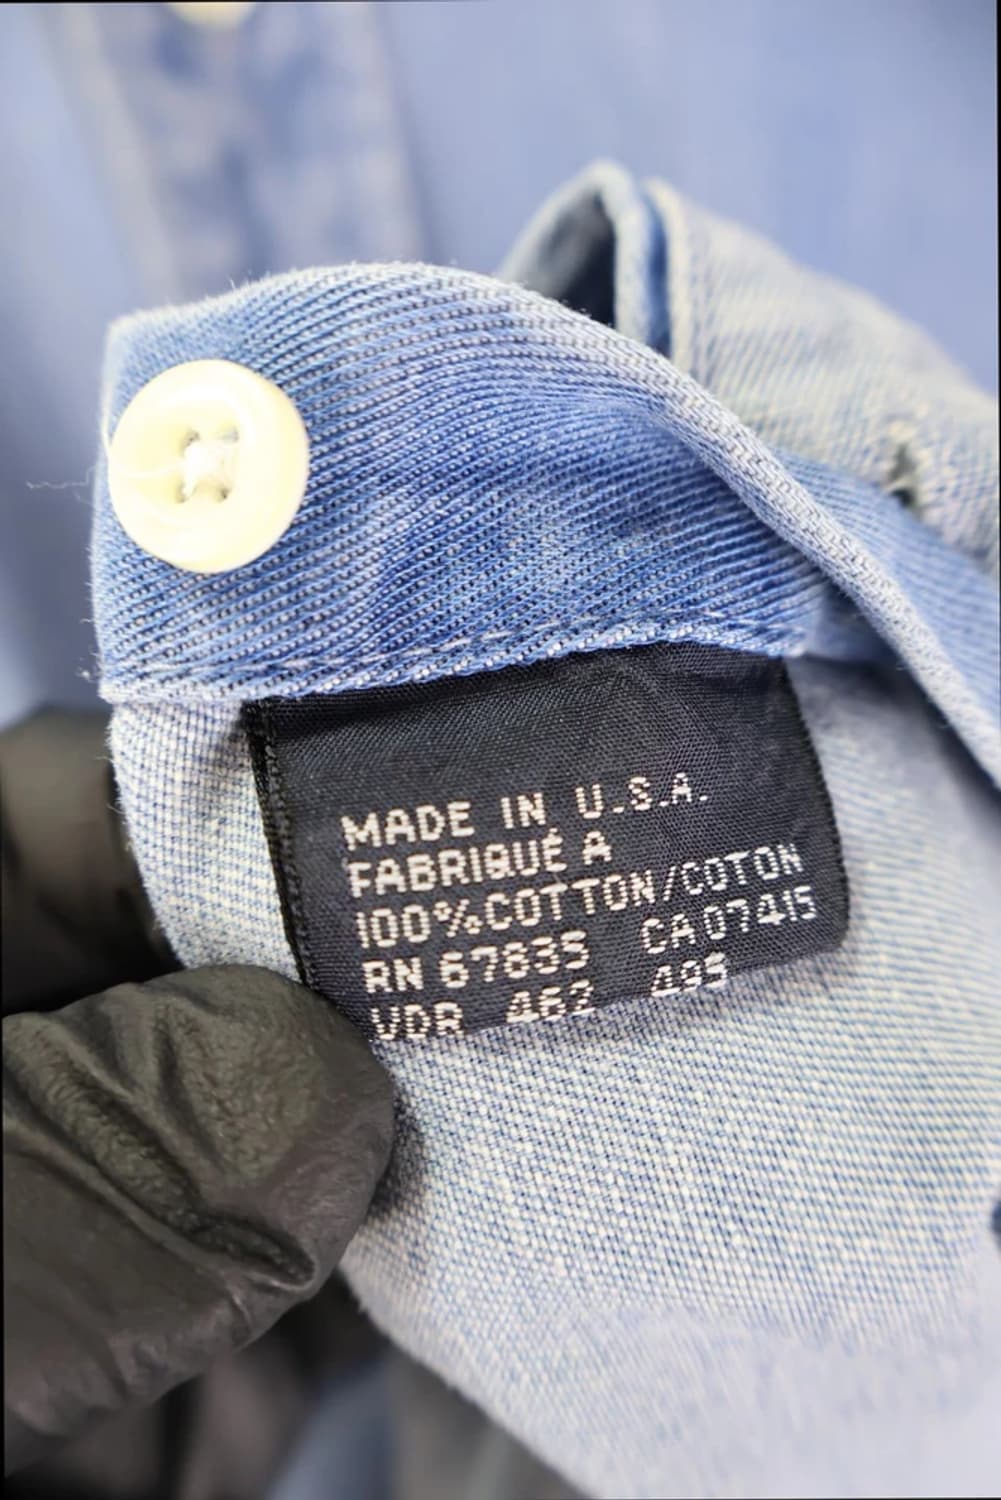 MADE IN U.S.A.
FABRIQUÉ A
100%COTTON/COTON
RN 67835 CA 07415
VDR 462 495